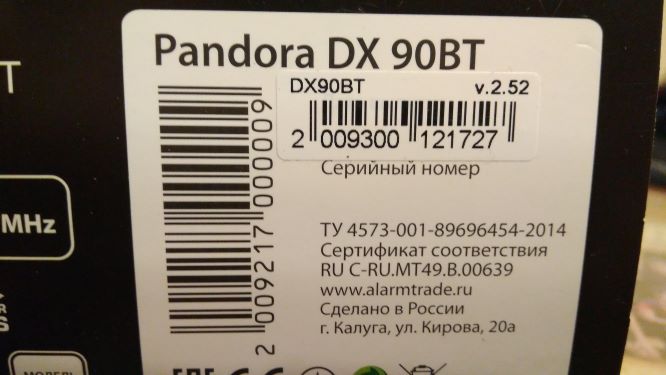 Pandora DX 90BT
DX90BT v.2.52
2 009300 121727
Серийный номер
2 009217 000009
ТУ 4573-001-89696454-2014
Сертификат соответствия
RU C-RU.MT49.B.00639
www.alarmtrade.ru
Сделано в России
г. Калуга, ул. Кирова, 20а
T
MHz